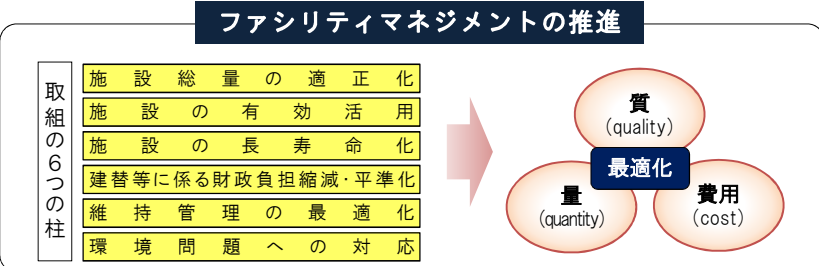 ファシリティマネジメントの推進
取組の6つの柱
施設総量の適正化
施設の有効活用
施設の長寿命化
建替等に係る財政負担縮減・平準化
維持管理の最適化
環境問題への対応
質
(quality)
最適化
量
(quantity)
費用
(cost)